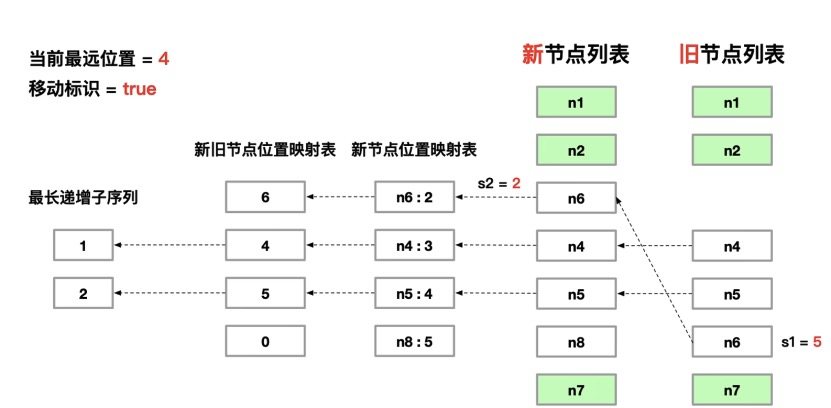 当前最远位置 = 4
移动标识 = true
新节点列表
旧节点列表
n1
n1
新旧节点位置映射表
新节点位置映射表
n2
n2
最长递增子序列
6
n6 : 2
s2 = 2
n6
1
4
n4 : 3
n4
n4
2
5
n5 : 4
n5
n5
0
n8 : 5
n8
n6
s1 = 5
n7
n7